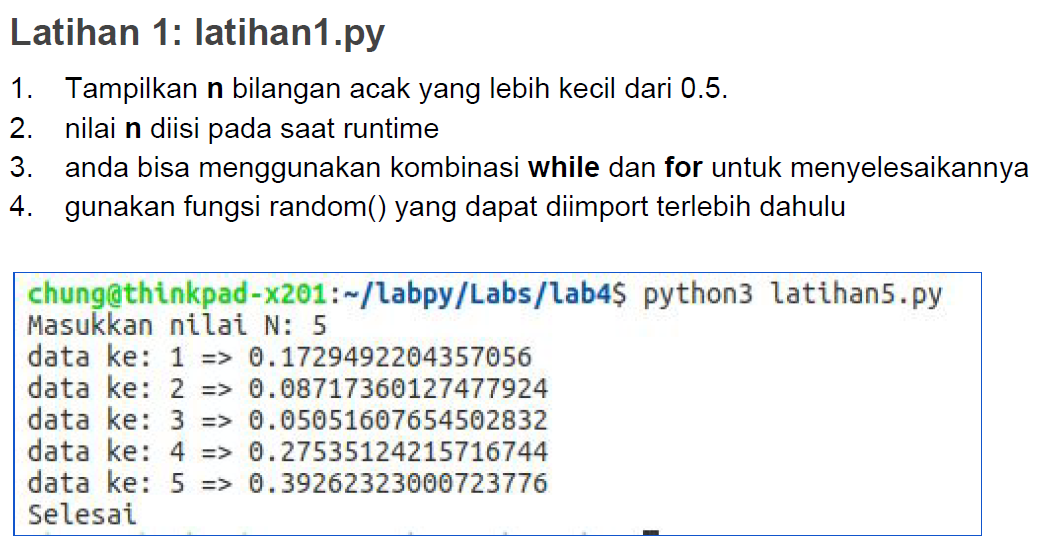 Latihan 1: latihan1.py
1. Tampilkan n bilangan acak yang lebih kecil dari 0.5.
2. nilai n diisi pada saat runtime
3. anda bisa menggunakan kombinasi while dan for untuk menyelesaikannya
4. gunakan fungsi random() yang dapat diimport terlebih dahulu
chung@thinkpad-x201:~/labpy/Labs/lab4$ python3 latihan5.py
Masukkan nilai N: 5
data ke: 1 => 0.1729492204357056
data ke: 2 => 0.08717360127477924
data ke: 3 => 0.05051607654502832
data ke: 4 => 0.27535124215716744
data ke: 5 => 0.39262323000723776
Selesai